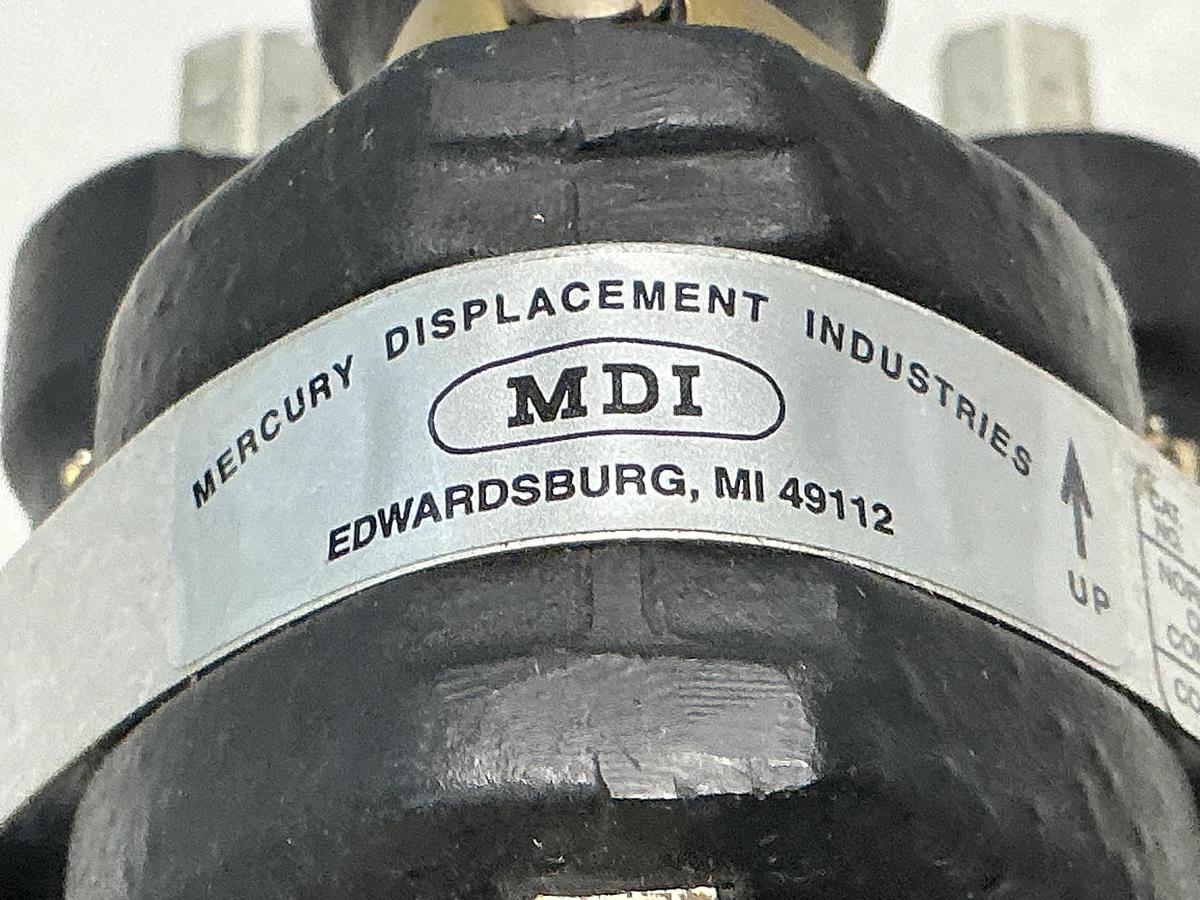 MERCURY DISPLACEMENT INDUSTRIES
MDI
EDWARDSBURG, MI 49112
UP